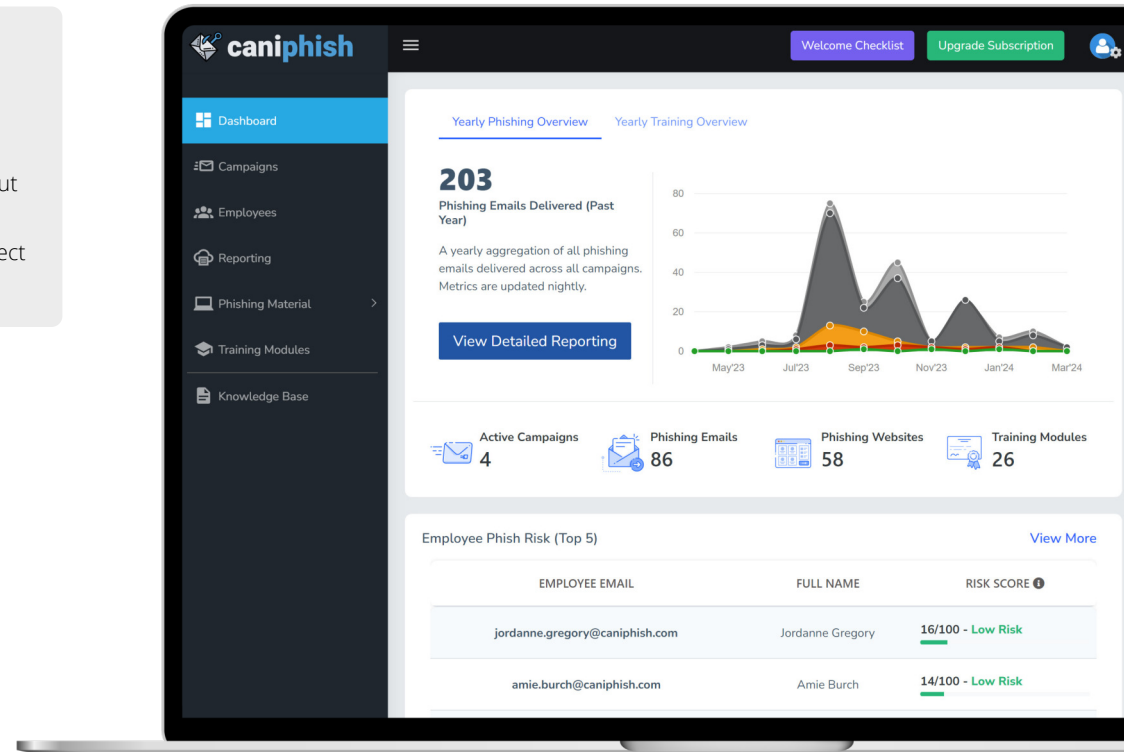 ut
ect
caniphish
Welcome Checklist
Upgrade Subscription
Dashboard
Campaigns
Employees
Reporting
Phishing Material
Training Modules
Knowledge Base
Yearly Phishing Overview
Yearly Training Overview
203
Phishing Emails Delivered (Past
Year)
A yearly aggregation of all phishing
emails delivered across all campaigns.
Metrics are updated nightly.
View Detailed Reporting
80
60
40
20
0
May'23 Jul'23 Sep'23 Nov'23 Jan'24 Mar'24
Active Campaigns
4
Phishing Emails
86
Phishing Websites
58
Training Modules
26
Employee Phish Risk (Top 5)
View More
EMPLOYEE EMAIL FULL NAME RISK SCORE
jordanne.gregory@caniphish.com Jordanne Gregory 16/100 - Low Risk
amie.burch@caniphish.com Amie Burch 14/100 - Low Risk